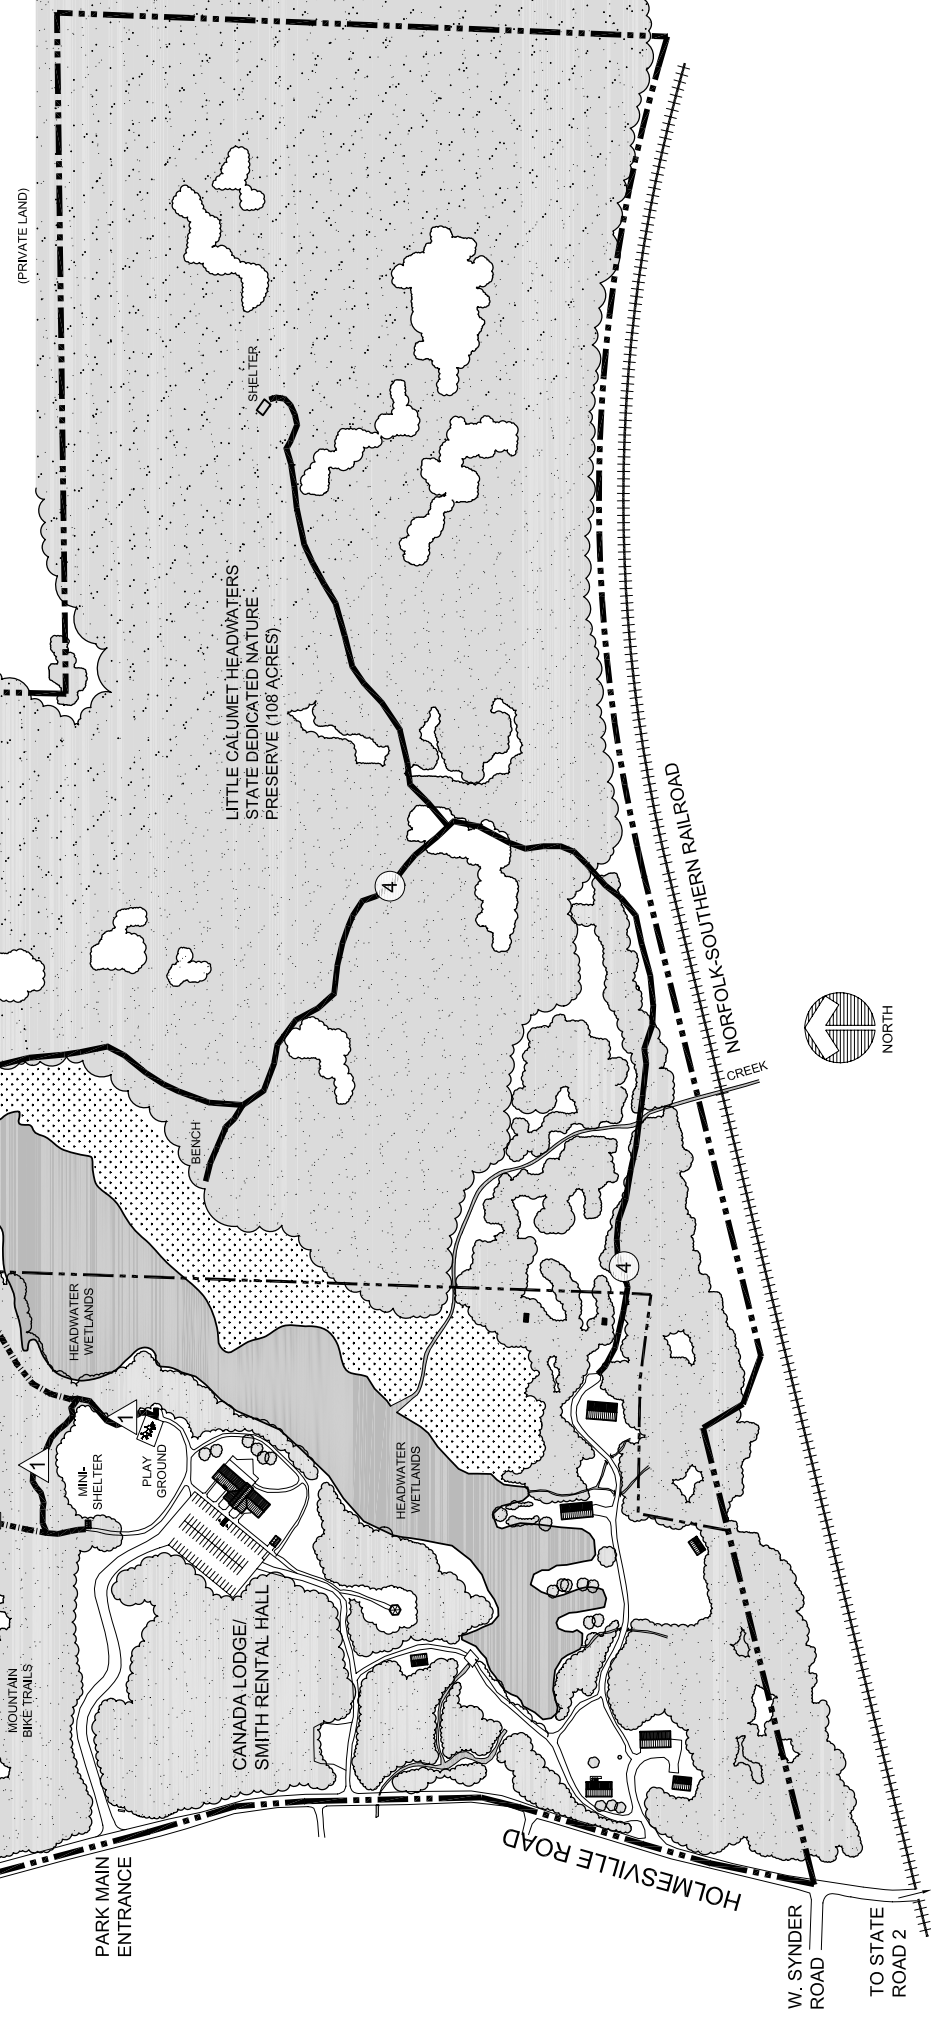 (PRIVATE LAND)
SHELTER
LITTLE CALUMET HEADWATERS
STATE DEDICATED NATURE
PRESERVE (108 ACRES)
NORFOLK-SOUTHERN RAILROAD
4
CREEK
NORTH
BENCH
HEADWATER
WETLANDS
4
1
1
MINI-
SHELTER
PLAY
GROUND
HEADWATER
WETLANDS
MOUNTAIN
BIKE TRAILS
CANADA LODGE/
SMITH RENTAL HALL
PARK MAIN
ENTRANCE
HOLMESVILLE ROAD
W. SYNDER
ROAD
TO STATE
ROAD 2